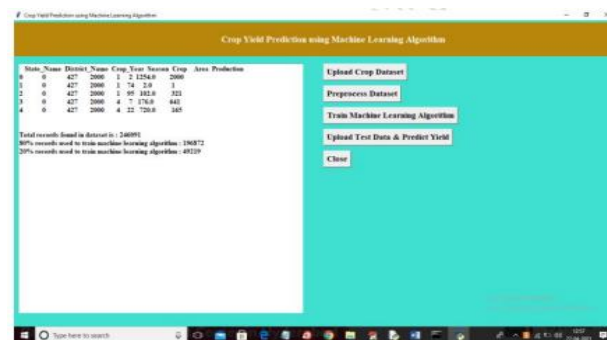 Crop Yield Prediction using Machine Learning Algorithm
Crop Yield Prediction using Machine Learning Algorithm
State_Name District_Name Crop_Year Season Crop Area Production
0 0 427 2000 1 2 1254.0 2000
1 0 427 2000 1 74 2.0 1
2 0 427 2000 1 95 102.0 321
3 0 427 2000 4 7 176.0 641
4 0 427 2000 4 22 720.0 165
Total records found in dataset is : 246091
80% records used to train machine learning algorithm : 196872
20% records used to train machine learning algorithm : 49219
Upload Crop Dataset
Preprocess Dataset
Train Machine Learning Algorithm
Upload Test Data & Predict Yield
Close
Type here to search
12:57